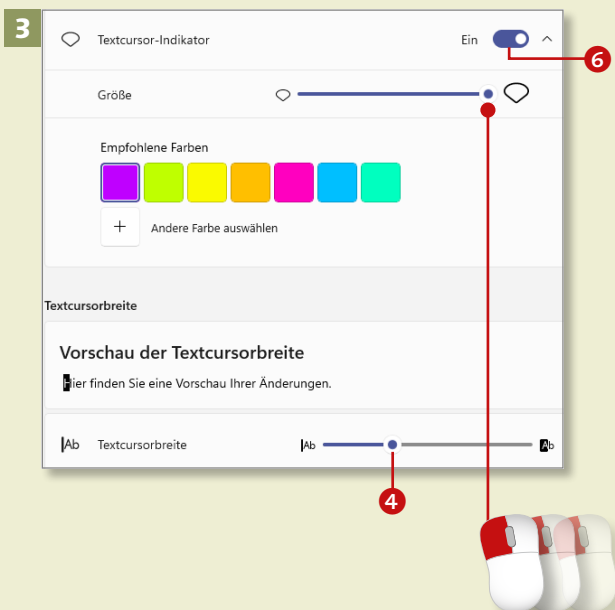 3
Textcursor-Indikator
Ein
6
Größe
Empfohlene Farben
+ Andere Farbe auswählen
Textcursorbreite
Vorschau der Textcursorbreite
Hier finden Sie eine Vorschau Ihrer Änderungen.
Ab Textcursorbreite Ab Ab
4